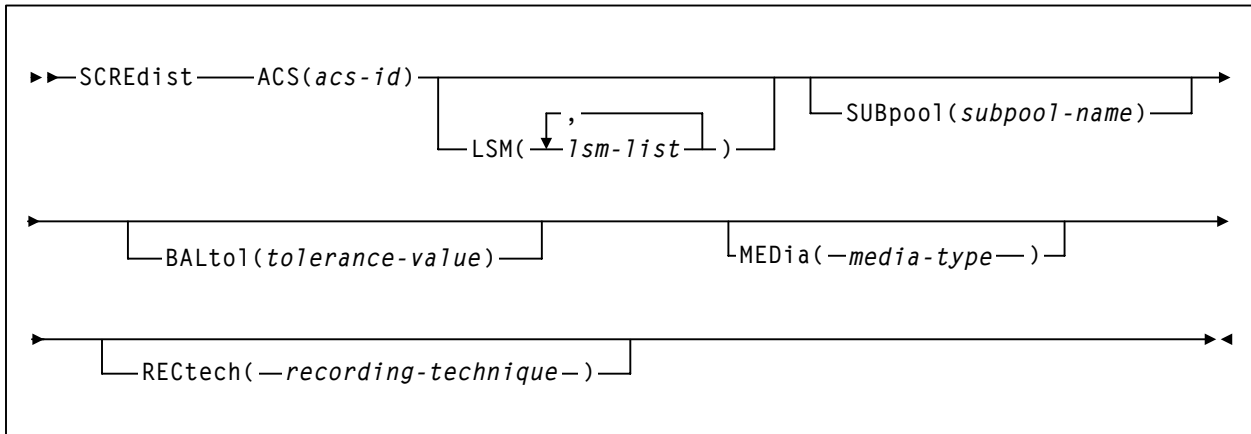 SCREdist ACS(acs-id)
,
LSM( lsm-list )
SUBpool(subpool-name)
BALtol(tolerance-value)
MEDia( media-type )
RECtech( recording-technique )